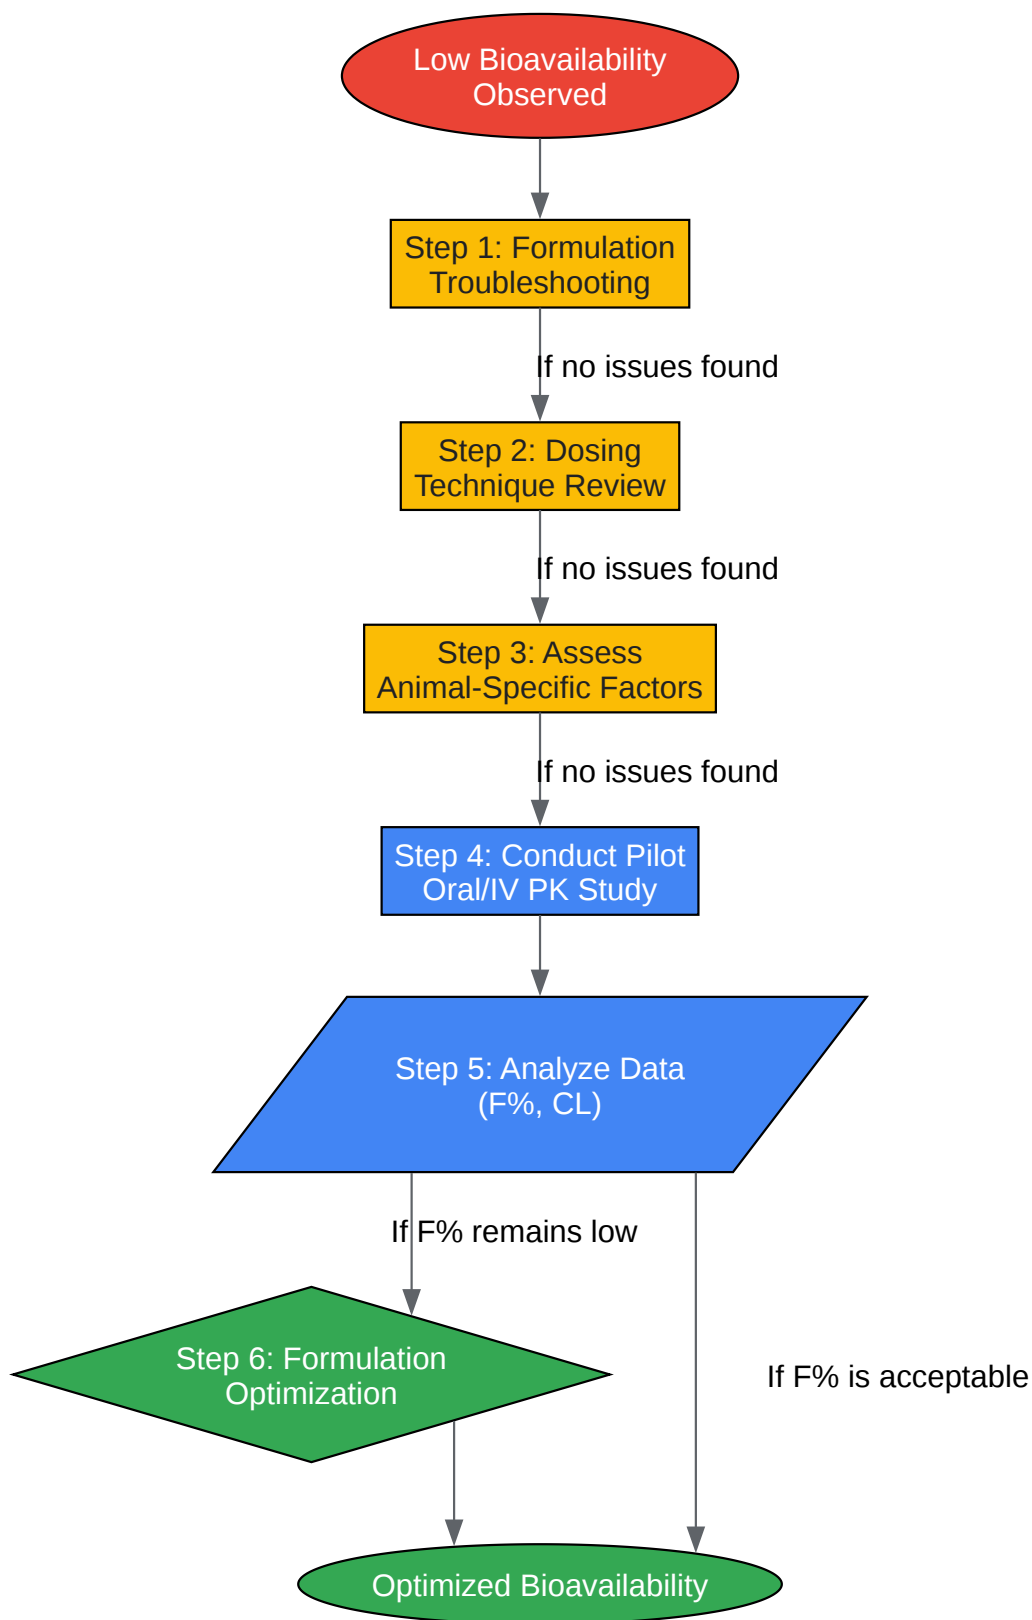 Low Bioavailability
Observed
Step 1: Formulation
Troubleshooting
If no issues found
Step 2: Dosing
Technique Review
If no issues found
Step 3: Assess
Animal-Specific Factors
If no issues found
Step 4: Conduct Pilot
Oral/IV PK Study
Step 5: Analyze Data
(F%, CL)
If F% remains low
Step 6: Formulation
Optimization
If F% is acceptable
Optimized Bioavailability